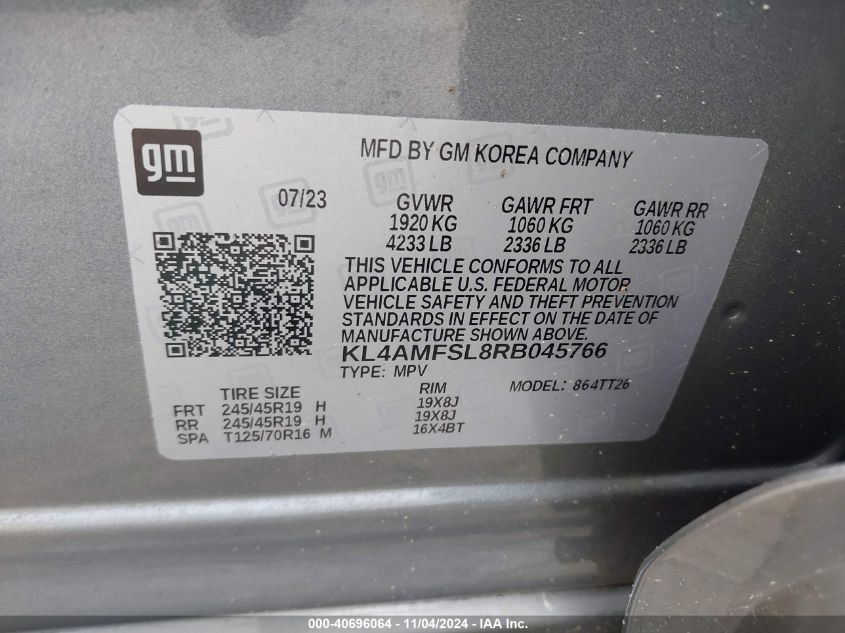 gm
MFD BY GM KOREA COMPANY
07/23
GVWR GAWR FRT GAWR RR
1920 KG 1060 KG 1060 KG
4233 LB 2336 LB 2336 LB
THIS VEHICLE CONFORMS TO ALL
APPLICABLE U.S. FEDERAL MOTOR
VEHICLE SAFETY AND THEFT PREVENTION
STANDARDS IN EFFECT ON THE DATE OF
MANUFACTURE SHOWN ABOVE.
KL4AMFSL8RB045766
TYPE: MPV MODEL: 864TT26
TIRE SIZE RIM
FRT 245/45R19 H 19X8J
RR 245/45R19 H 19X8J
SPA T125/70R16 M 16X4BT
000-40696064 - 11/04/2024 - IAA, Inc.